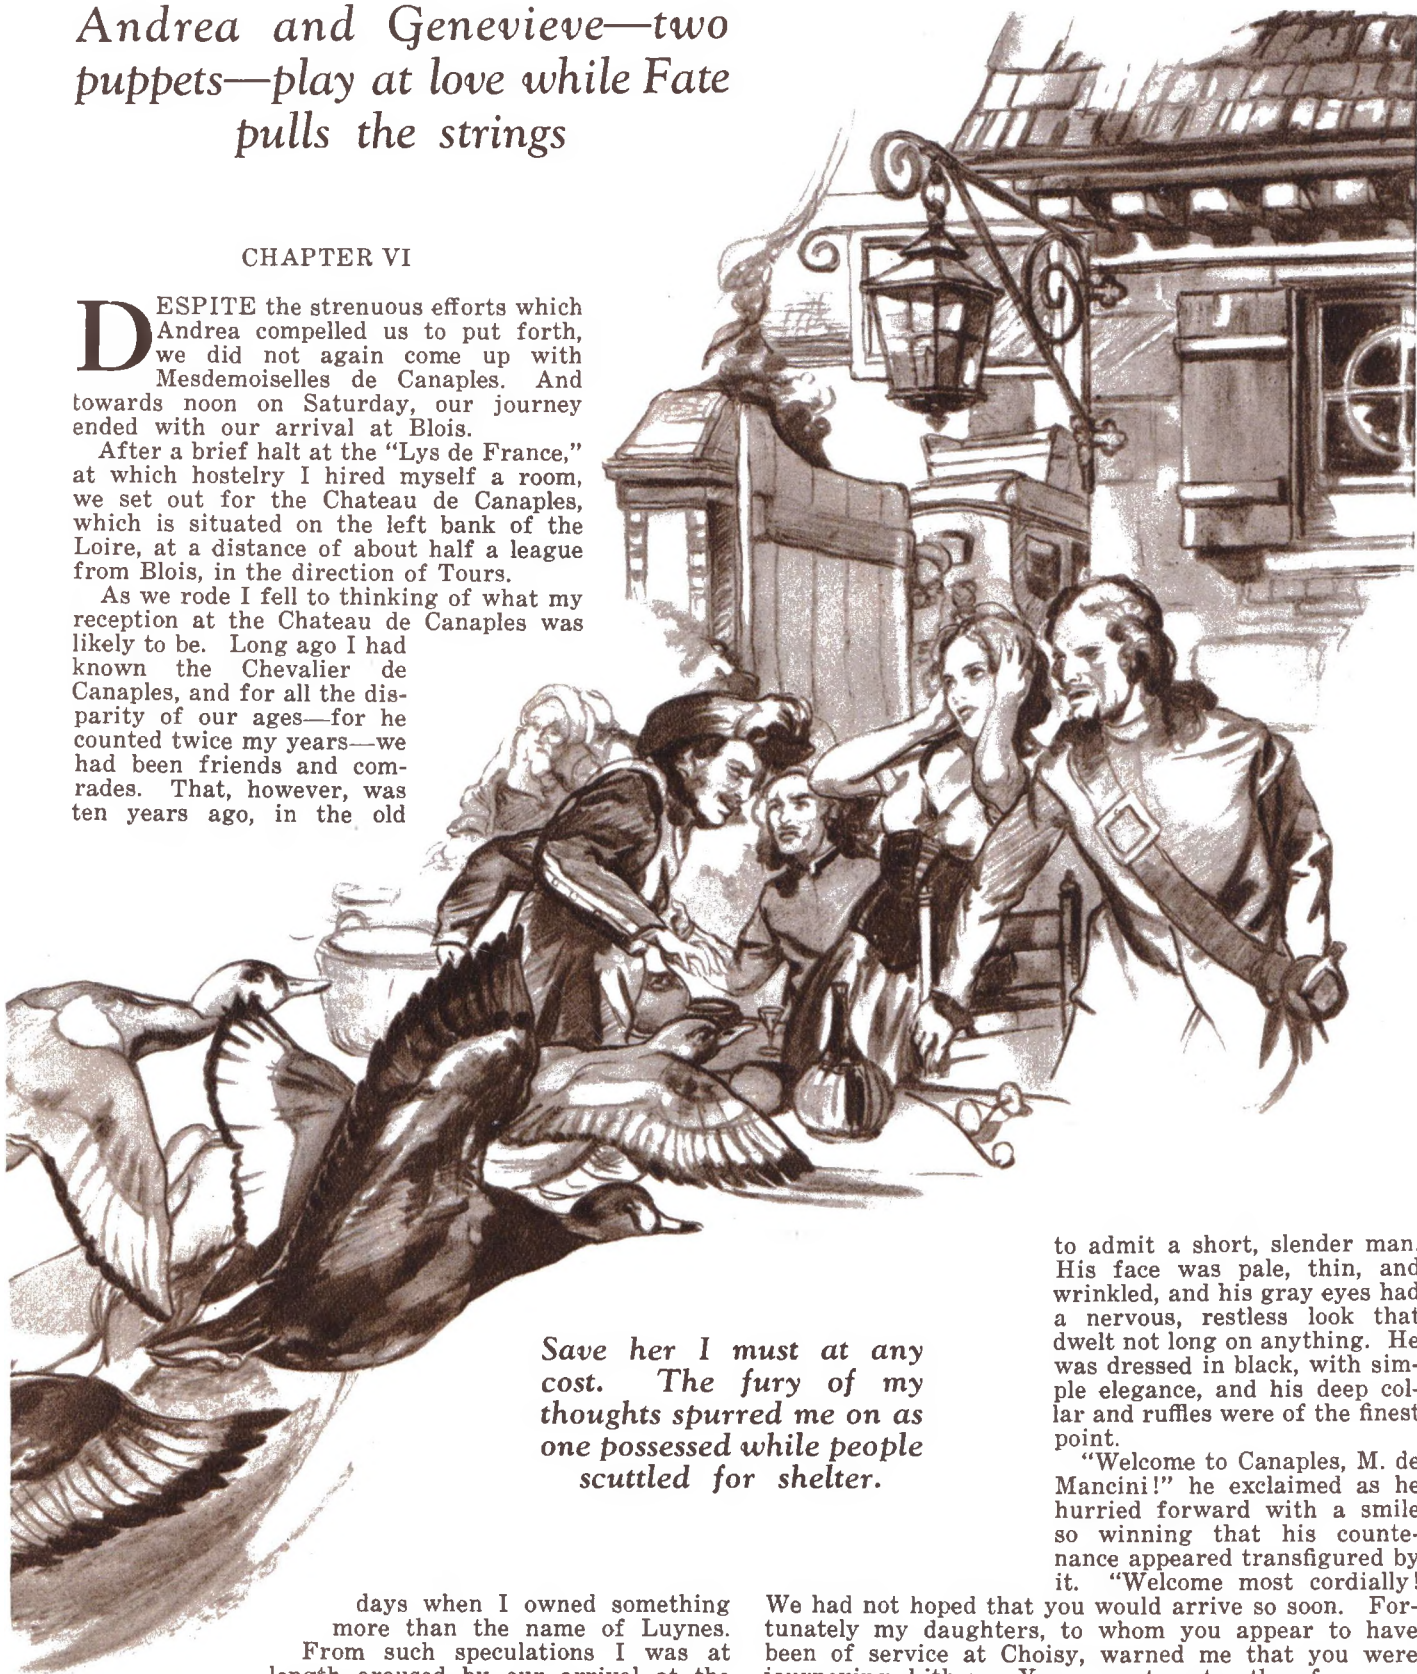 Andrea and Genevieve—two
puppets—play at love while Fate
pulls the strings
CHAPTER VI
DESPITE the strenuous efforts which
Andrea compelled us to put forth,
we did not again come up with
Mesdemoiselles de Canaples. And
towards noon on Saturday, our journey
ended with our arrival at Blois.
After a brief halt at the "Lys de France,"
at which hostelry I hired myself a room,
we set out for the Chateau de Canaples,
which is situated on the left bank of the
Loire, at a distance of about half a league
from Blois, in the direction of Tours.
As we rode I fell to thinking of what my
reception at the Chateau de Canaples was
likely to be. Long ago I had
known the Chevalier de
Canaples, and for all the dis-
parity of our ages—for he
counted twice my years—we
had been friends and com-
rades. That, however, was
ten years ago, in the old
days when I owned something
more than the name of Luynes.
From such speculations I was at
length aroused by our arrival at the
Save her I must at any
cost. The fury of my
thoughts spurred me on as
one possessed while people
scuttled for shelter.
to admit a short, slender man.
His face was pale, thin, and
wrinkled, and his gray eyes had
a nervous, restless look that
dwelt not long on anything. He
was dressed in black, with sim-
ple elegance, and his deep col-
lar and ruffles were of the finest
point.
"Welcome to Canaples, M. de
Mancini!" he exclaimed as he
hurried forward with a smile
so winning that his counte-
nance appeared transfigured by
it. "Welcome most cordially!
We had not hoped that you would arrive so soon. For-
tunately my daughters, to whom you appear to have
been of service at Choisy, warned me that you were